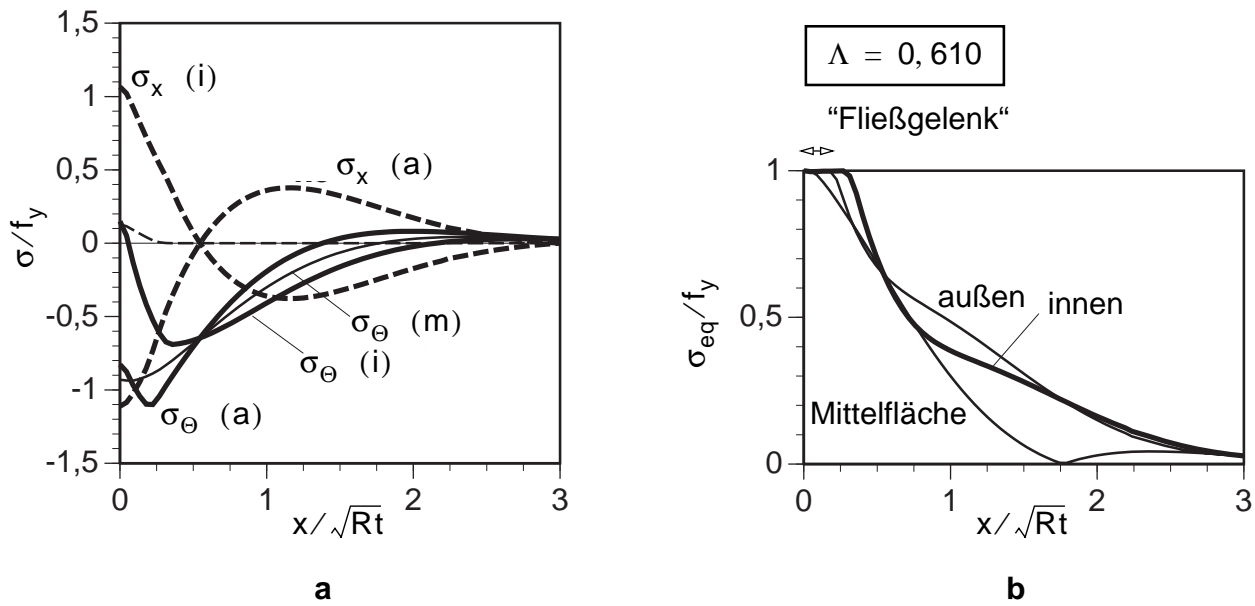 1,5
1
0,5
0
-0,5
-1
-1,5
σ/f_y
σ_x (i)
σ_x (a)
σ_Θ (m)
σ_Θ (i)
σ_Θ (a)
0 1 2 3
x/√Rt
a
Λ = 0,610
“Fließgelenk“
1
0,5
0
σ_eq/f_y
außen
innen
Mittelfläche
0 1 2 3
x/√Rt
b